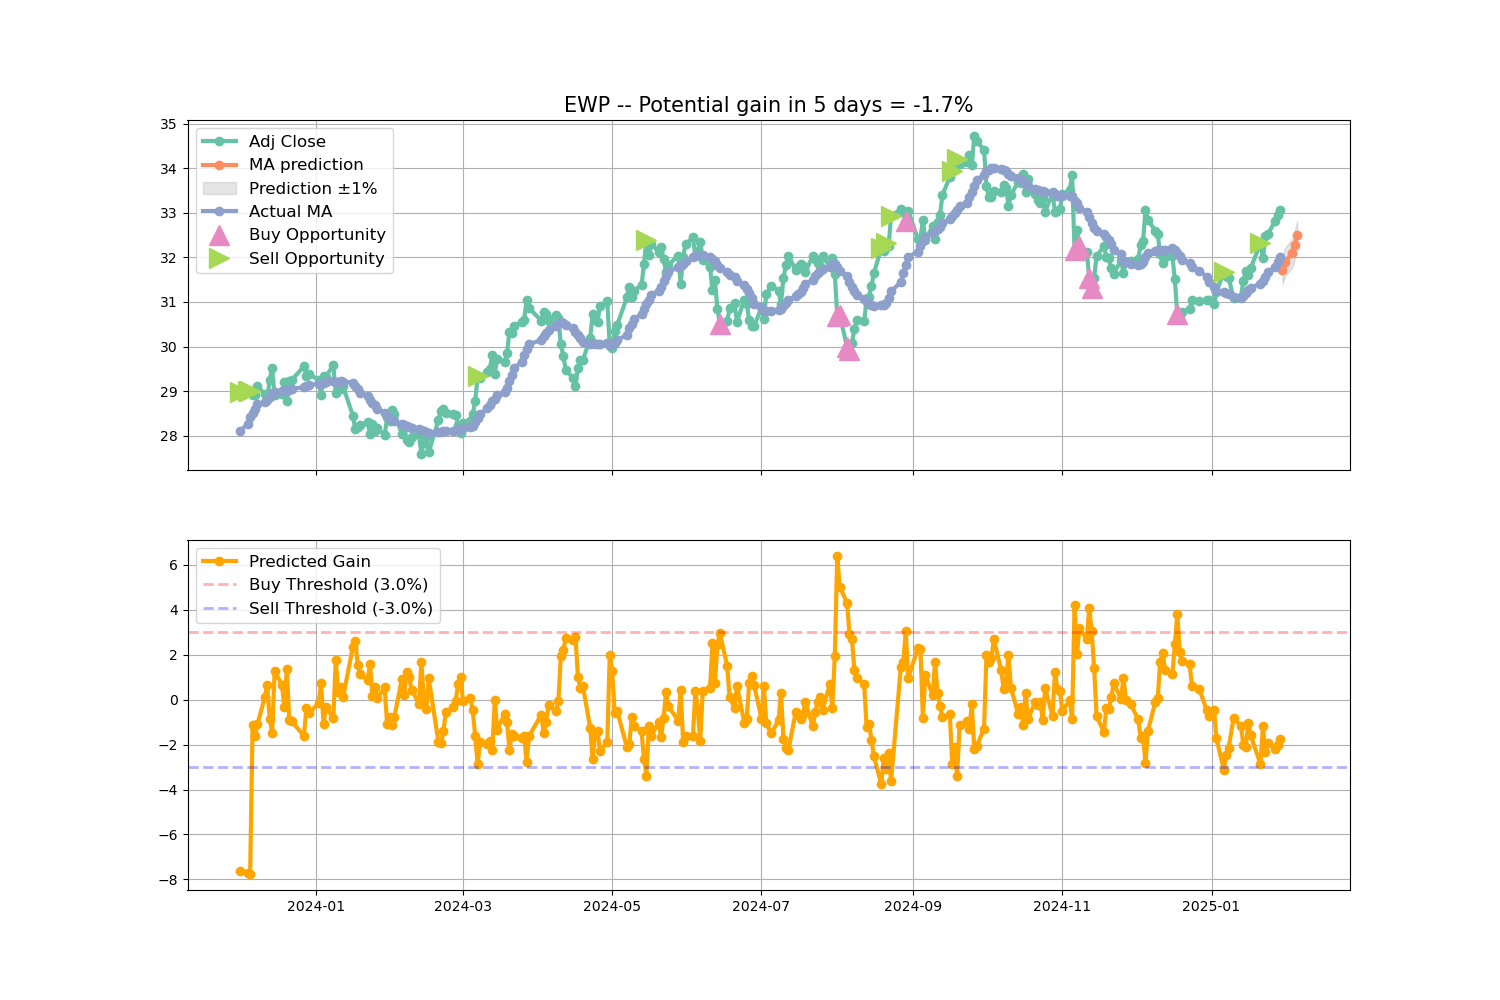 EWP -- Potential gain in 5 days = -1.7%
35
34
33
32
31
30
29
28
Adj Close
MA prediction
Prediction ±1%
Actual MA
Buy Opportunity
Sell Opportunity
6
4
2
0
−2
−4
−6
−8
Predicted Gain
Buy Threshold (3.0%)
Sell Threshold (-3.0%)
2024-01 2024-03 2024-05 2024-07 2024-09 2024-11 2025-01